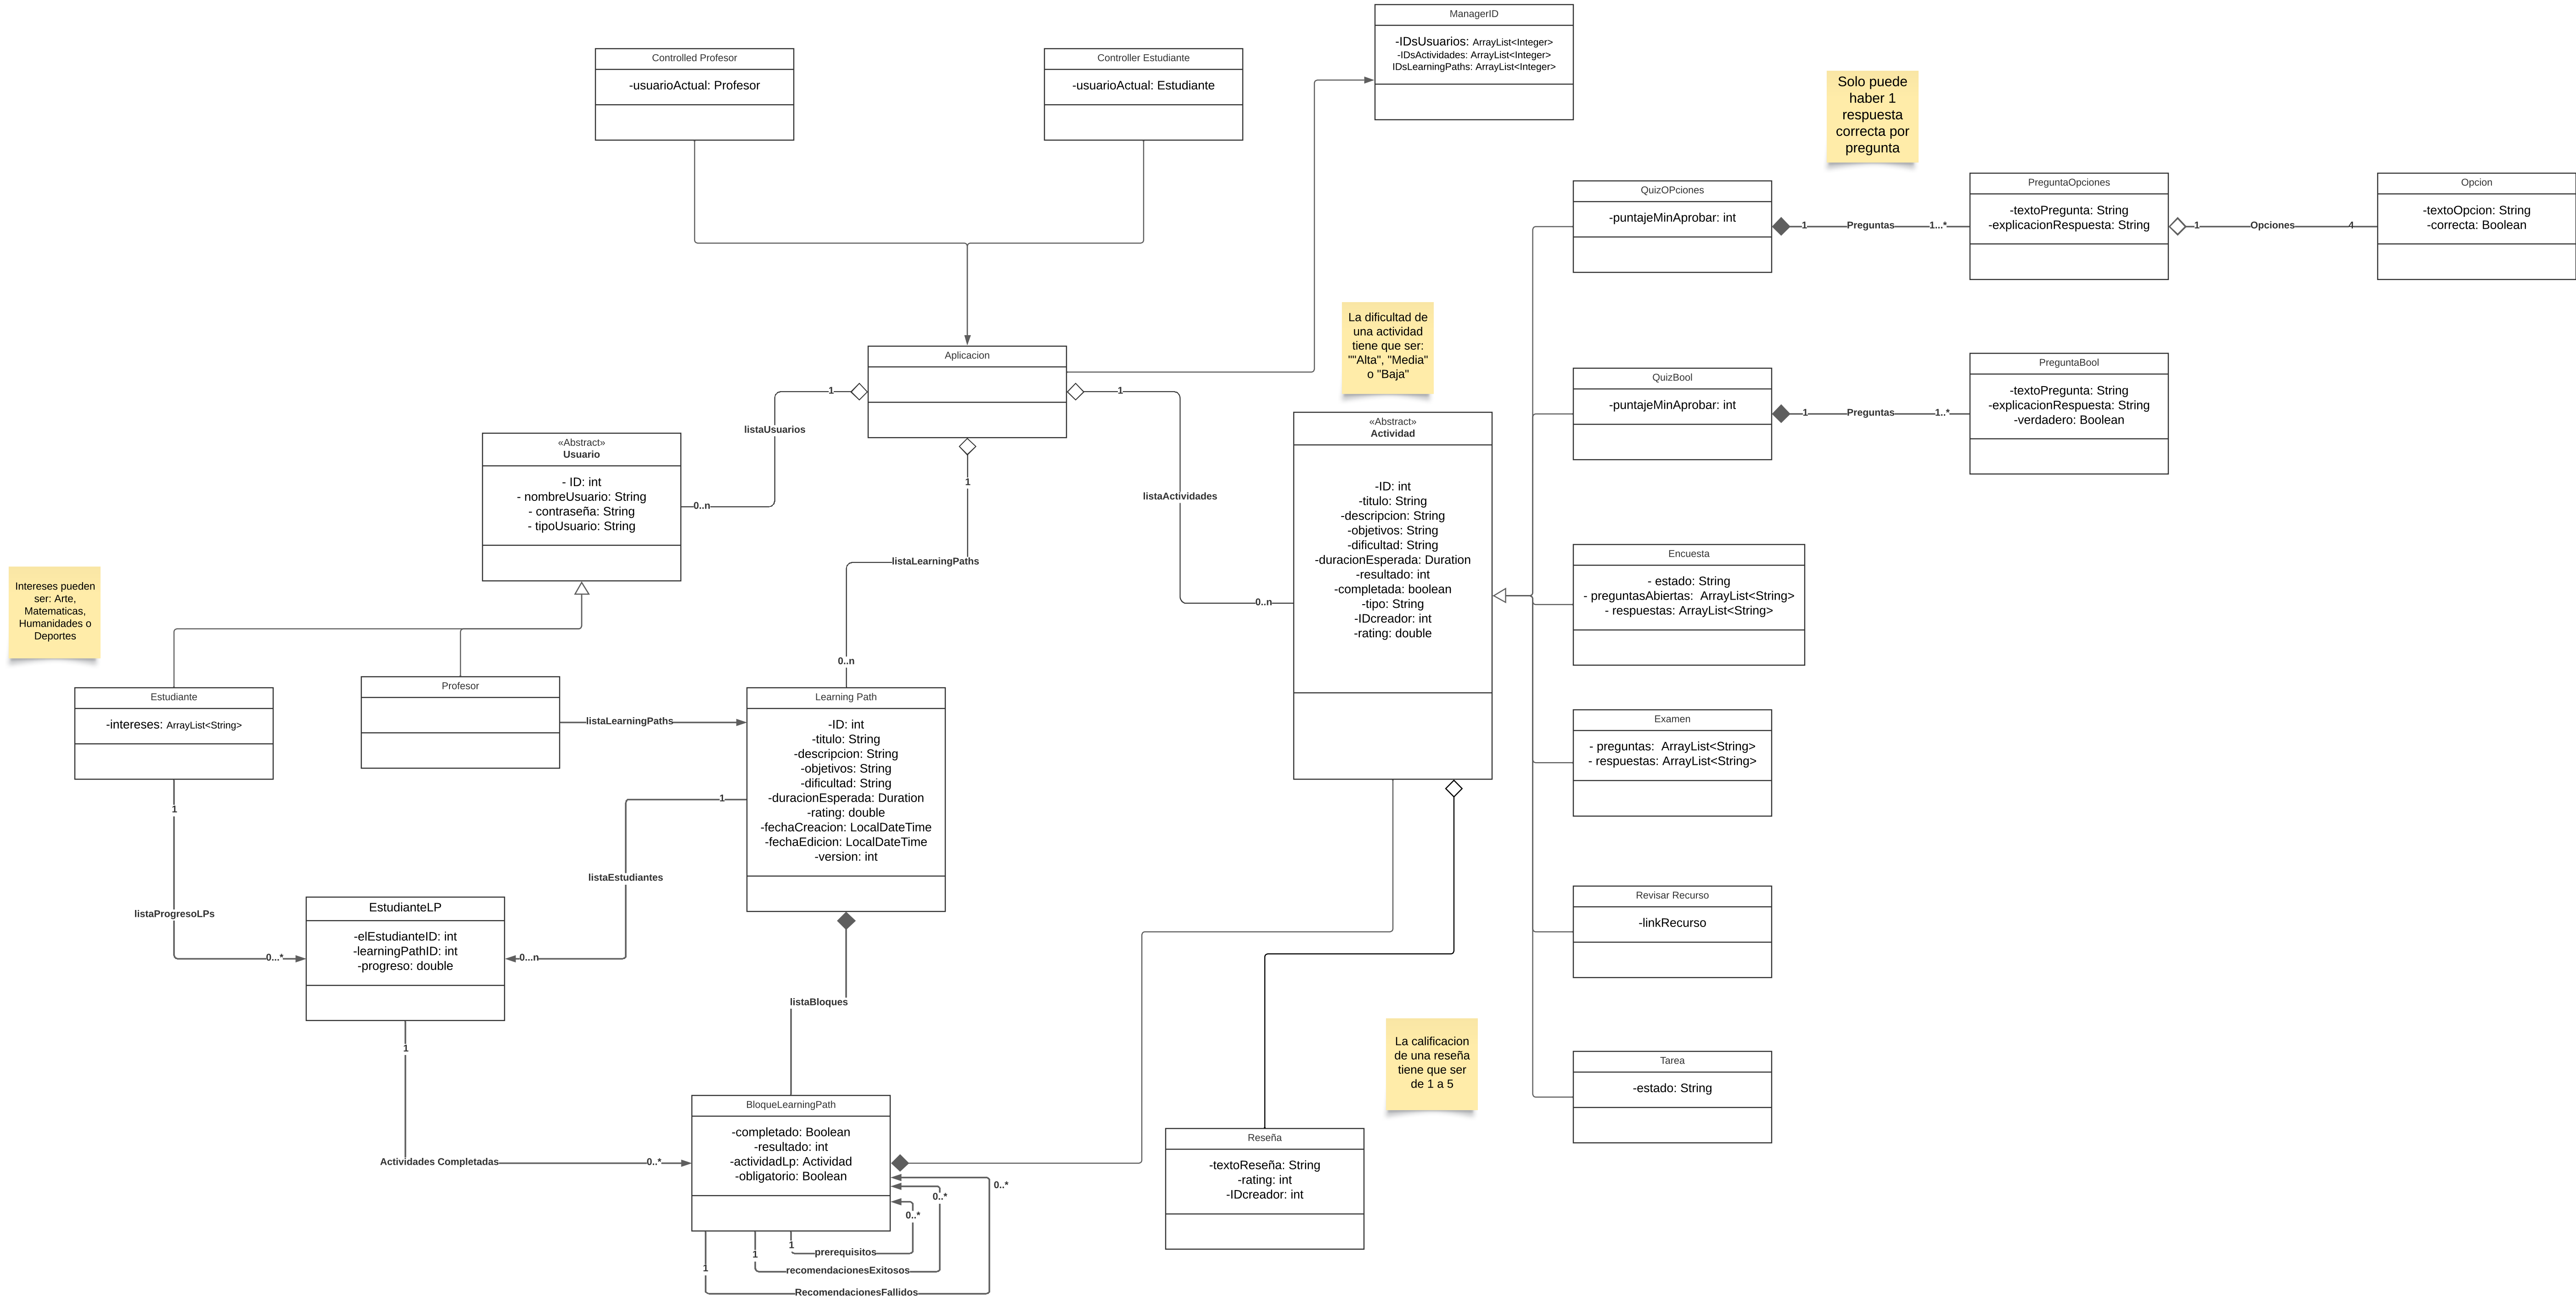 ManagerID
-IDsUsuarios: ArrayList<Integer>
-IDsActividades: ArrayList<Integer>
IDsLearningPaths: ArrayList<Integer>
Controlled Profesor
-usuarioActual: Profesor
Controller Estudiante
-usuarioActual: Estudiante
Solo puede
haber 1
respuesta
correcta por
pregunta
QuizOPciones
-puntajeMinAprobar: int
1
Preguntas
1...*
PreguntaOpciones
-textoPregunta: String
-explicacionRespuesta: String
1
Opciones
4
Opcion
-textoOpcion: String
-correcta: Boolean
La dificultad de
una actividad
tiene que ser:
""Alta", "Media"
o "Baja"
Aplicacion
1
1
1
listaUsuarios
0..n
listaLearningPaths
0..n
listaActividades
0..n
QuizBool
-puntajeMinAprobar: int
1
Preguntas
1..*
PreguntaBool
-textoPregunta: String
-explicacionRespuesta: String
-verdadero: Boolean
«Abstract»
Usuario
- ID: int
- nombreUsuario: String
- contraseña: String
- tipoUsuario: String
«Abstract»
Actividad
-ID: int
-titulo: String
-descripcion: String
-objetivos: String
-dificultad: String
-duracionEsperada: Duration
-resultado: int
-completada: boolean
-tipo: String
-IDcreador: int
-rating: double
Encuesta
- estado: String
- preguntasAbiertas:  ArrayList<String>
- respuestas: ArrayList<String>
Intereses pueden
ser: Arte,
Matematicas,
Humanidades o
Deportes
Estudiante
-intereses: ArrayList<String>
Profesor
listaLearningPaths
Learning Path
-ID: int
-titulo: String
-descripcion: String
-objetivos: String
-dificultad: String
-duracionEsperada: Duration
-rating: double
-fechaCreacion: LocalDateTime
-fechaEdicion: LocalDateTime
-version: int
Examen
- preguntas:  ArrayList<String>
- respuestas: ArrayList<String>
1
listaProgresoLPs
0...*
1
listaEstudiantes
0...n
EstudianteLP
-elEstudianteID: int
-learningPathID: int
-progreso: double
Revisar Recurso
-linkRecurso
listaBloques
1
Actividades Completadas
0..*
La calificacion
de una reseña
tiene que ser
de 1 a 5
Tarea
-estado: String
BloqueLearningPath
-completado: Boolean
-resultado: int
-actividadLp: Actividad
-obligatorio: Boolean
Reseña
-textoReseña: String
-rating: int
-IDcreador: int
0..*
0..*
0..*
1
prerequisitos
1
recomendacionesExitosos
1
RecomendacionesFallidos